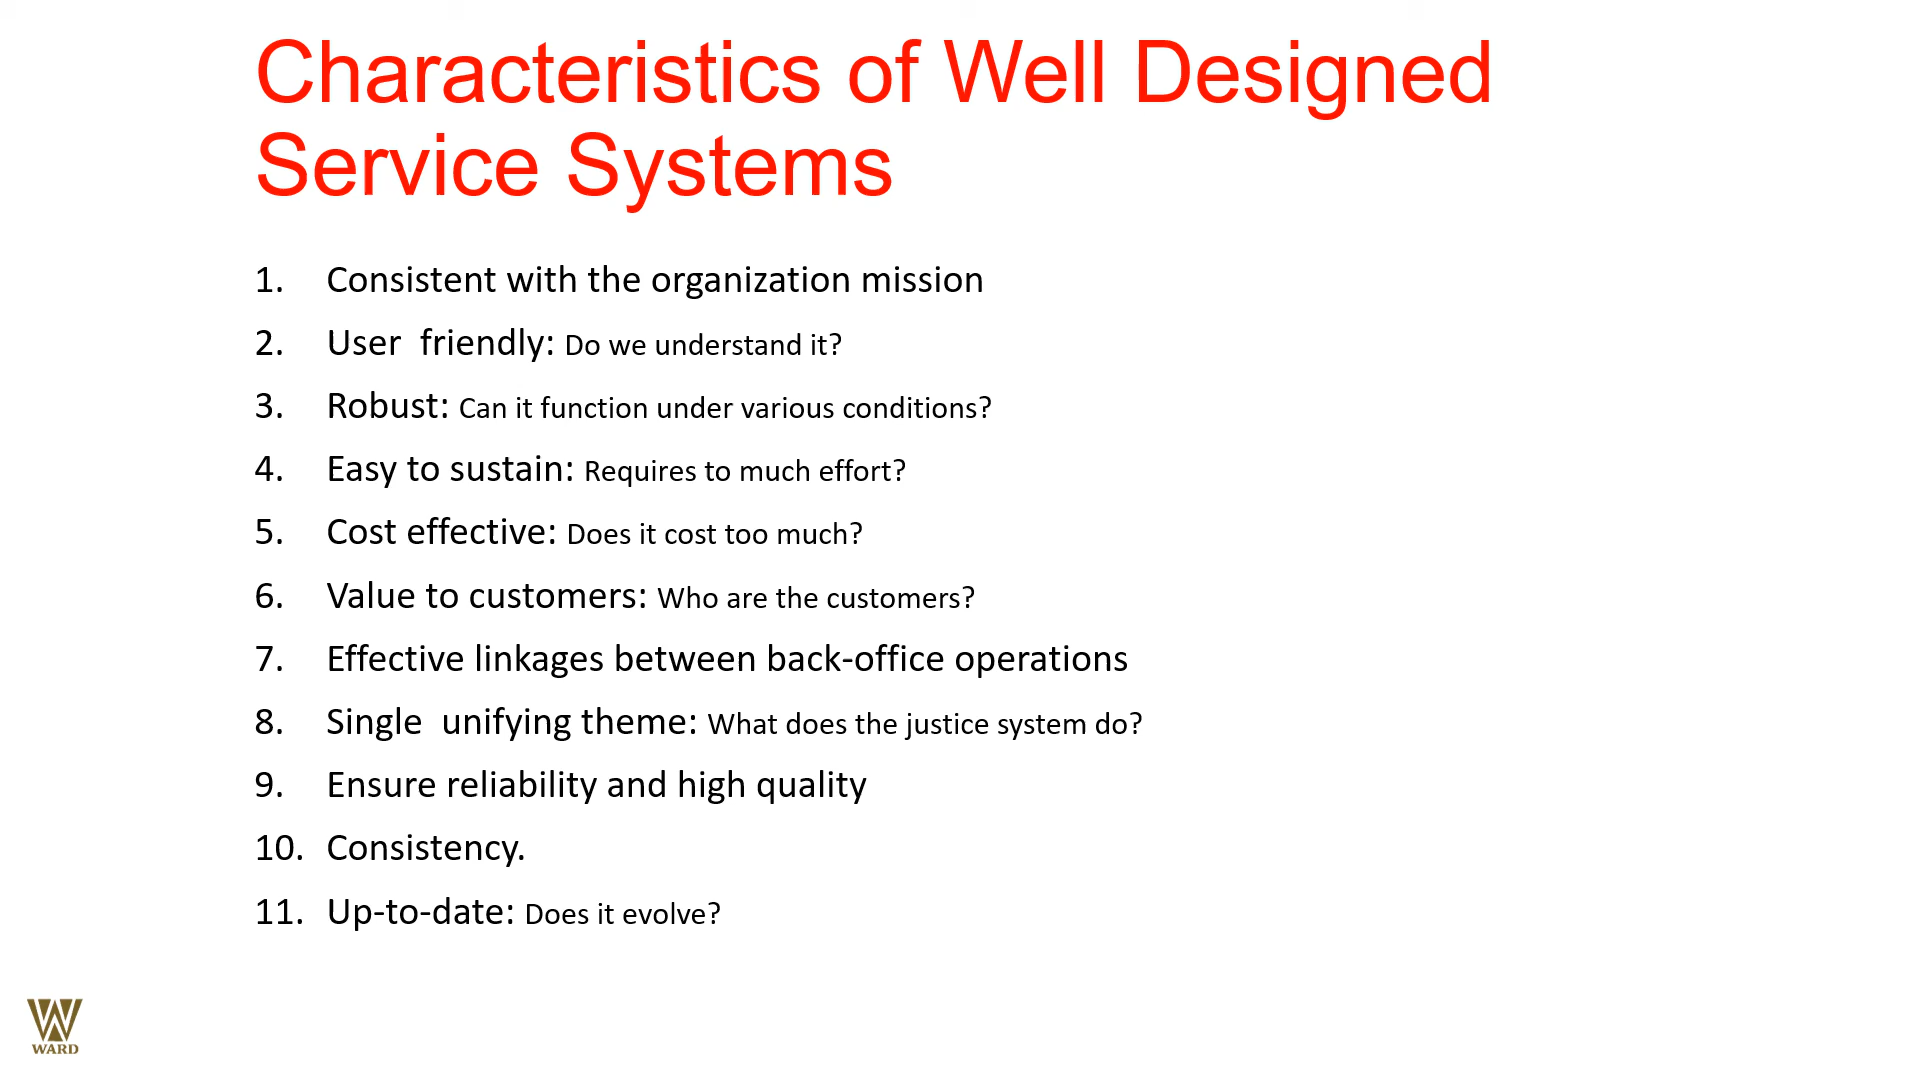 Characteristics of Well Designed
Service Systems
1. Consistent with the organization mission
2. User  friendly: Do we understand it?
3. Robust: Can it function under various conditions?
4. Easy to sustain: Requires to much effort?
5. Cost effective: Does it cost too much?
6. Value to customers: Who are the customers?
7. Effective linkages between back-office operations
8. Single  unifying theme: What does the justice system do?
9. Ensure reliability and high quality
10. Consistency.
11. Up-to-date: Does it evolve?
W
WARD